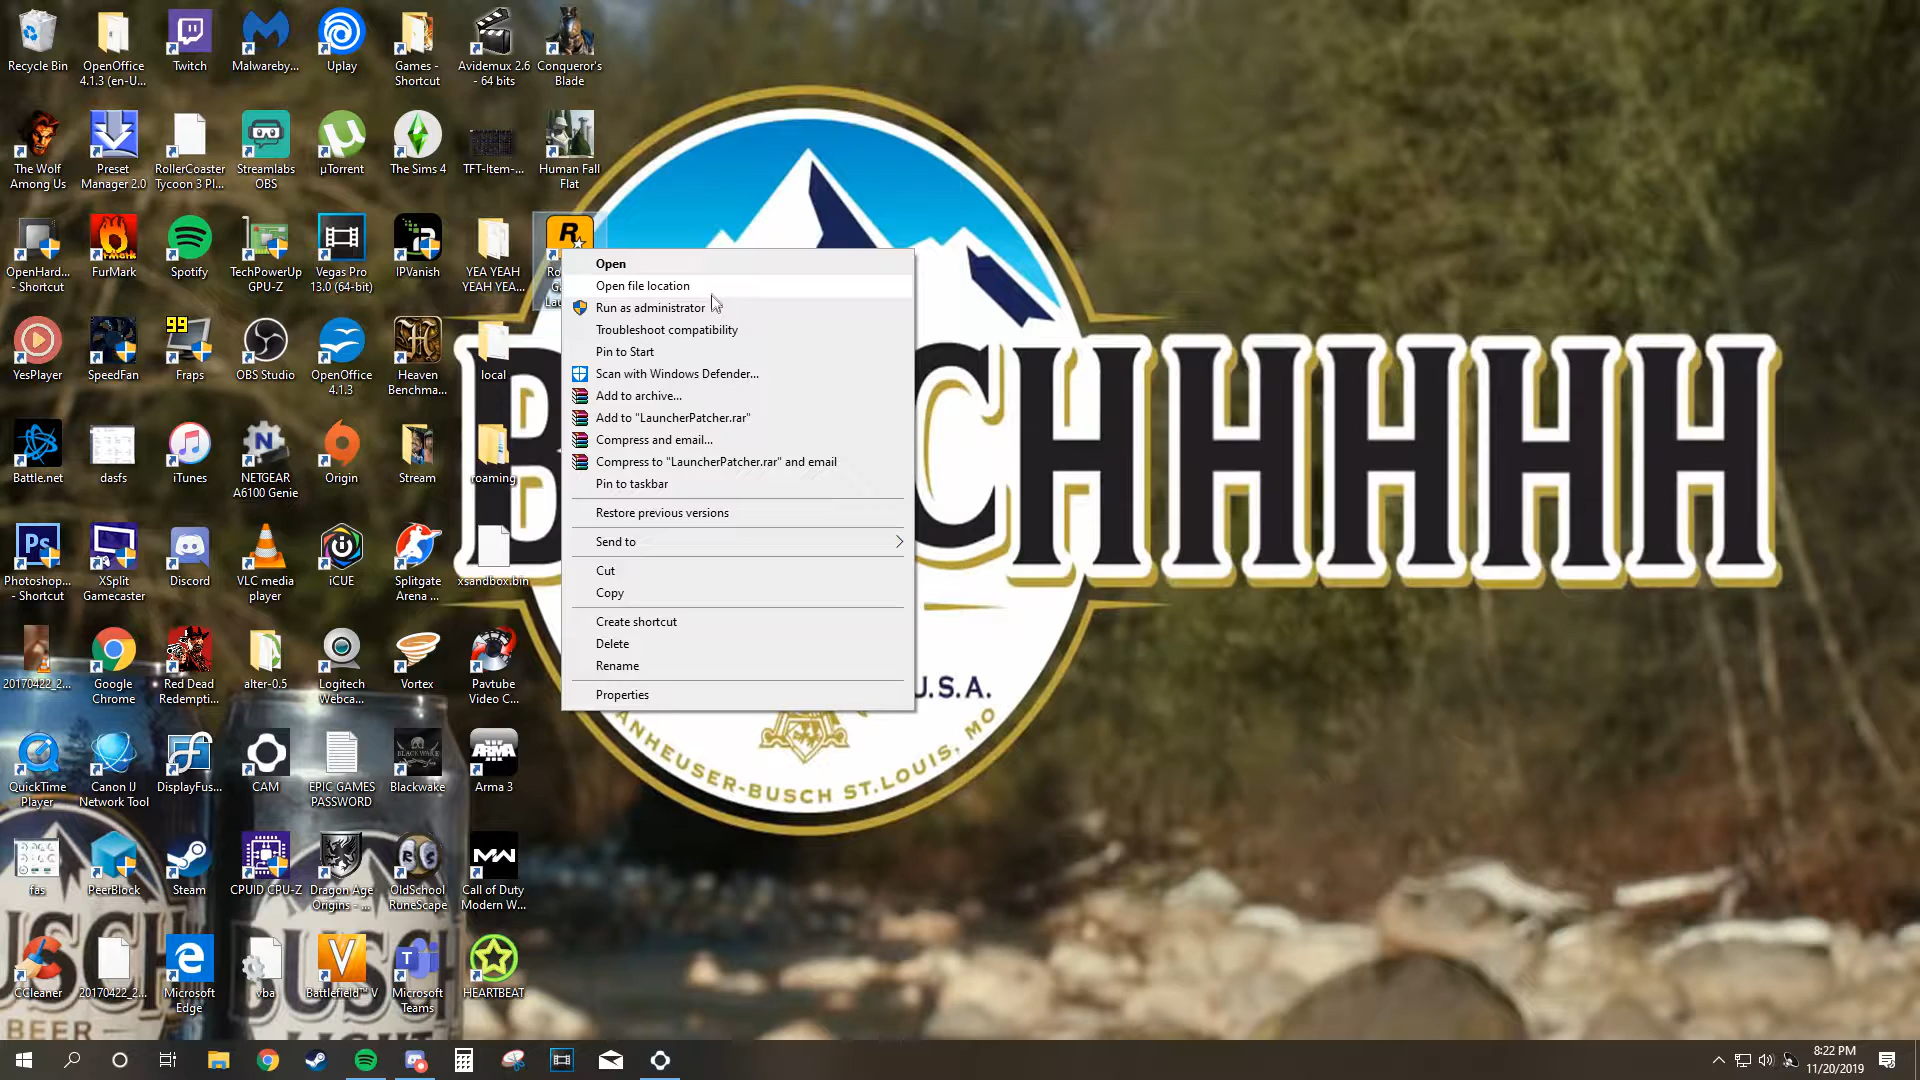 Recycle Bin
OpenOffice
4.1.3 (en-U...
Twitch
Malwareby...
Uplay
Games -
Shortcut
Avidemux 2.6
- 64 bits
Conqueror's
Blade
The Wolf
Among Us
Preset
Manager 2.0
RollerCoaster
Tycoon 3 Pl...
Streamlabs
OBS
µTorrent
The Sims 4
TFT-Item-...
Human Fall
Flat
OpenHard...
- Shortcut
FurMark
Spotify
TechPowerUp
GPU-Z
Vegas Pro
13.0 (64-bit)
IPVanish
YEA YEAH
YEAH YEA...
YesPlayer
SpeedFan
99
Fraps
OBS Studio
OpenOffice
4.1.3
Heaven
Benchma...
local
Battle.net
dasfs
iTunes
NETGEAR
A6100 Genie
Origin
Stream
roaming
Ps
Photoshop...
- Shortcut
XSplit
Gamecaster
Discord
VLC media
player
iCUE
Splitgate
Arena ...
xsandbox.bin
20170422_2...
Google
Chrome
Red Dead
Redempti...
alter-0.5
Logitech
Webca...
Vortex
Pavtube
Video C...
QuickTime
Player
Canon IJ
Network Tool
DisplayFus...
CAM
EPIC GAMES
PASSWORD
BLACKWAKE
Blackwake
ARMA
Arma 3
fas
PeerBlock
Steam
CPUID CPU-Z
Dragon Age
Origins - ...
OldSchool
RuneScape
MW
Call of Duty
Modern W...
CCleaner
20170422_2...
Microsoft
Edge
vba
Battlefield™ V
Microsoft
Teams
HEARTBEAT
Open
Open file location
Run as administrator
Troubleshoot compatibility
Pin to Start
Scan with Windows Defender...
Add to archive...
Add to "LauncherPatcher.rar"
Compress and email...
Compress to "LauncherPatcher.rar" and email
Pin to taskbar
Restore previous versions
Send to
Cut
Copy
Create shortcut
Delete
Rename
Properties
CHHHHH
U.S.A.
ANHEUSER-BUSCH ST. LOUIS, MO
BUSCH
BEER
BUSCH
LIGHT
8:22 PM
11/20/2019